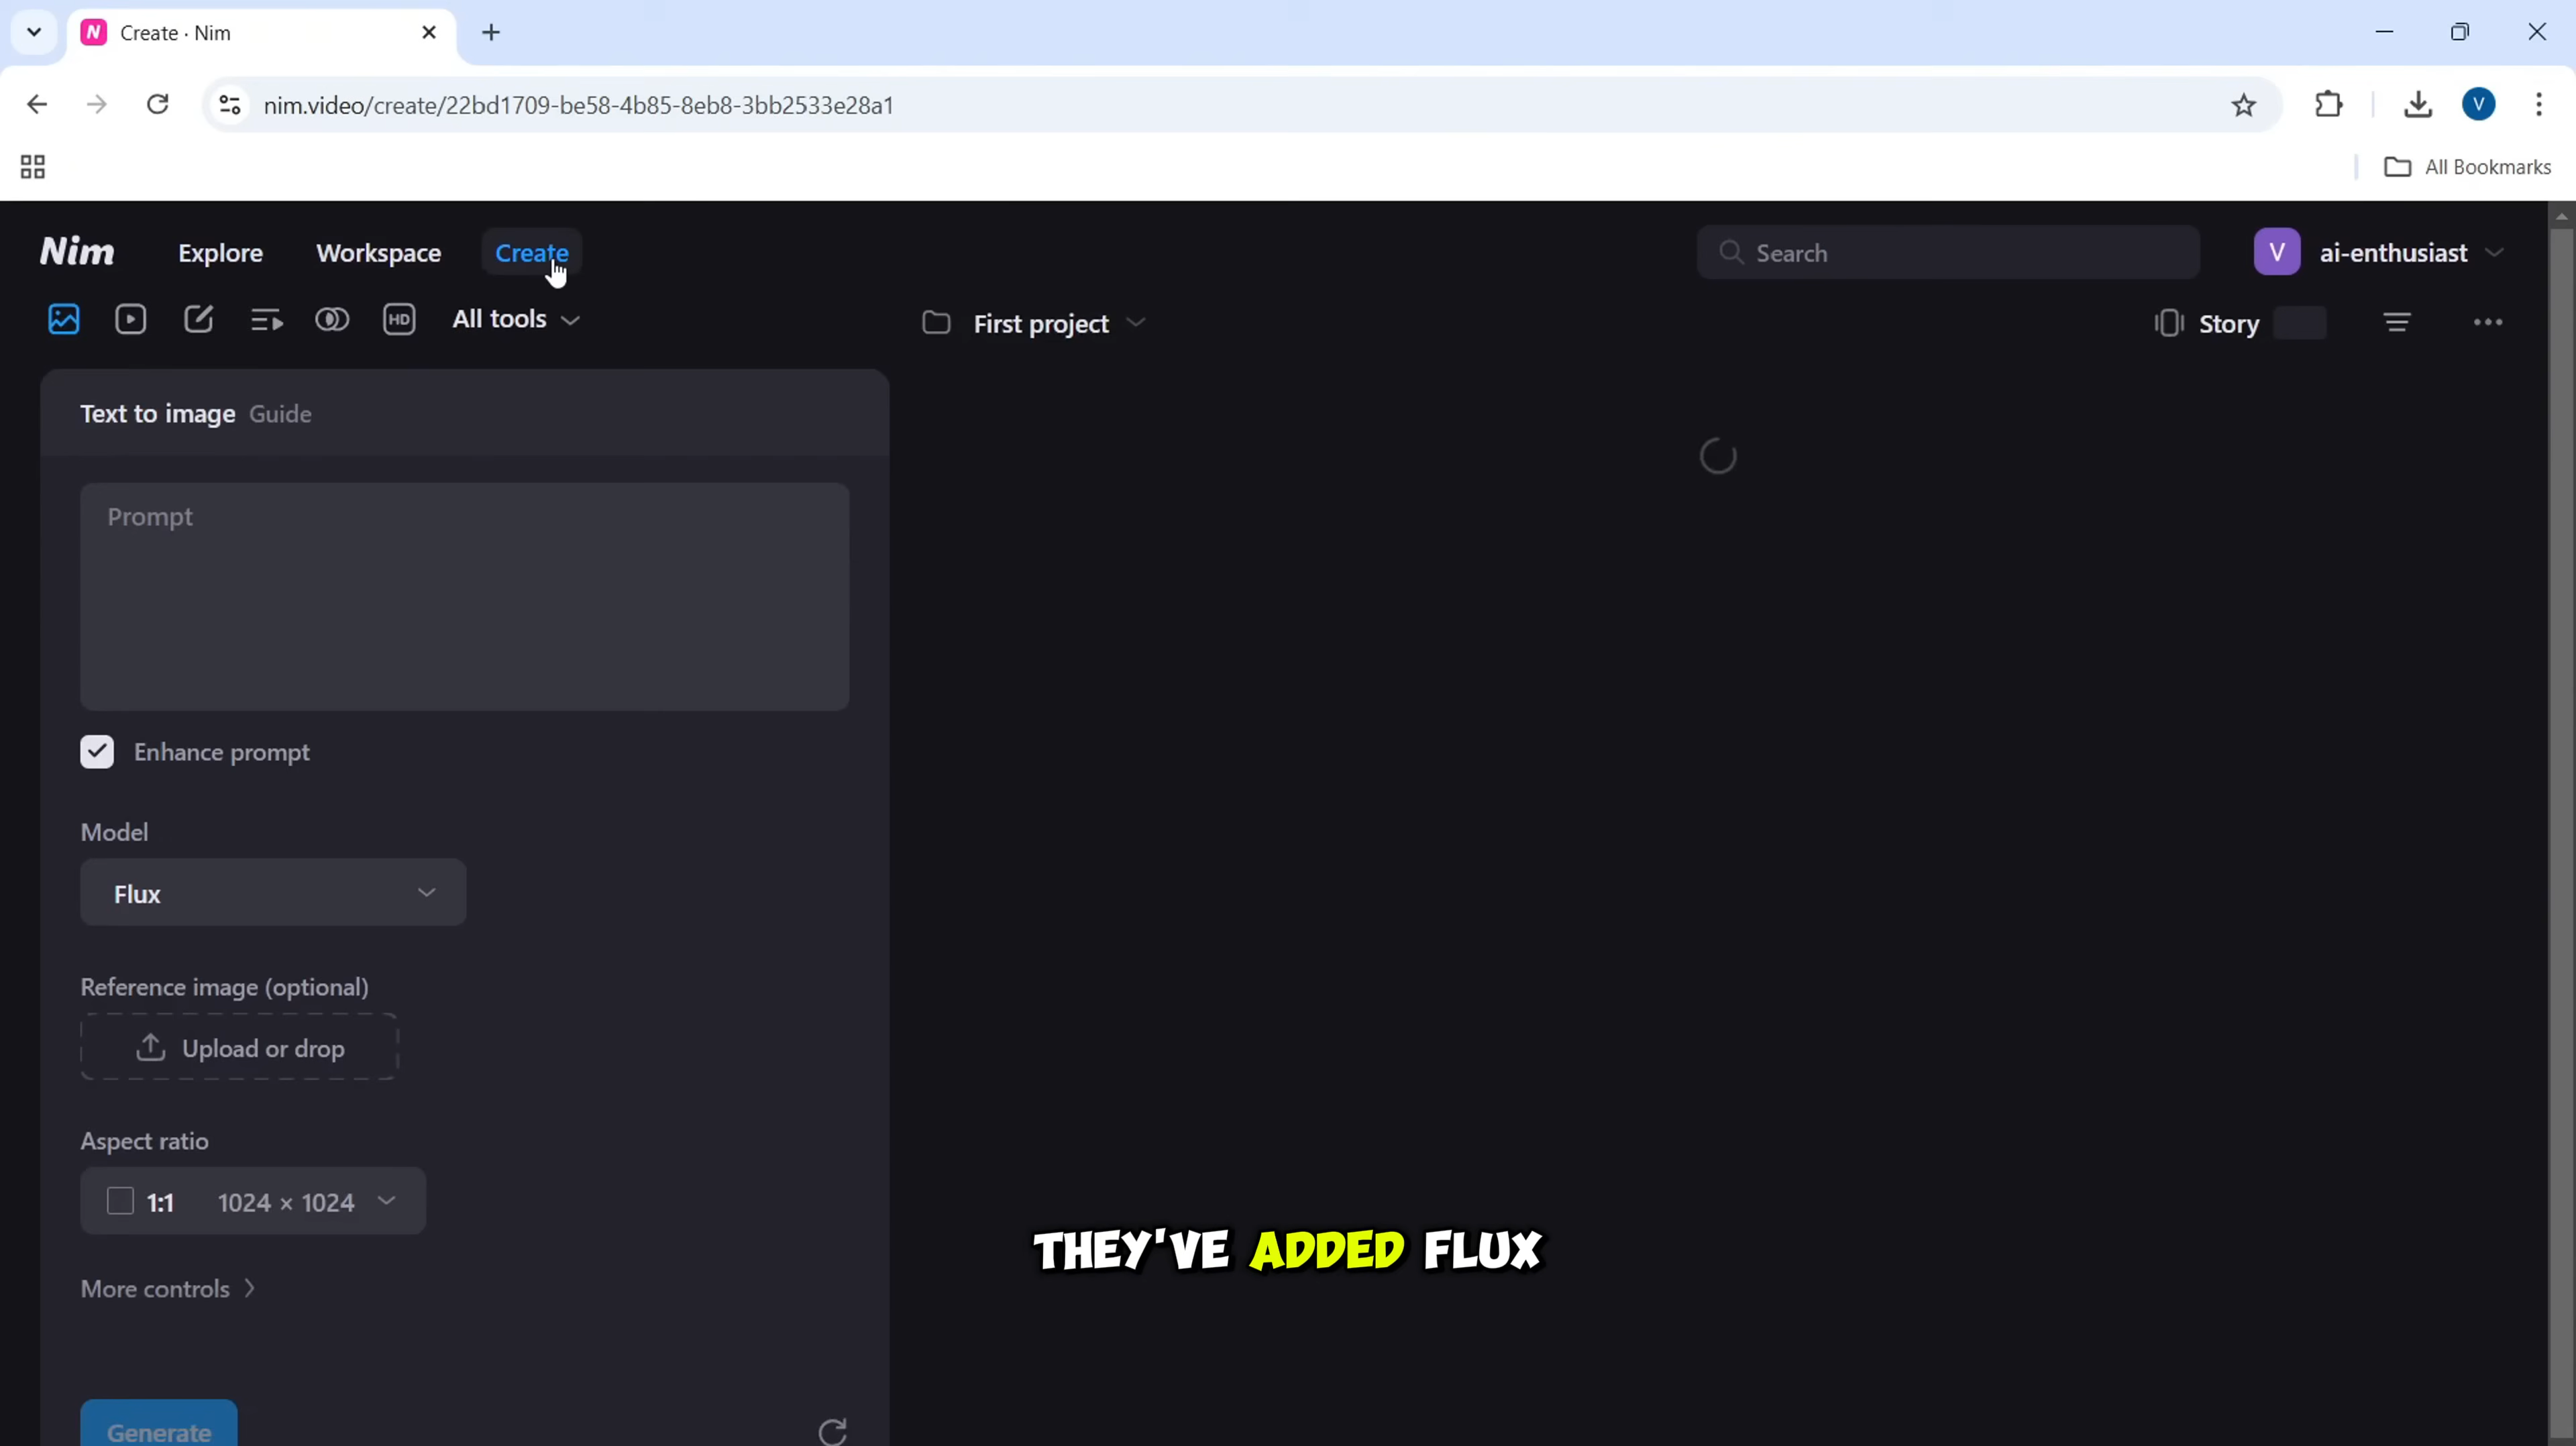 N Create · Nim
nim.video/create/22bd1709-be58-4b85-8eb8-3bb2533e28a1
V
All Bookmarks
Nim Explore Workspace Create
Search
V ai-enthusiast
HD All tools
First project
Story
Text to image Guide
Prompt
Enhance prompt
Model
Flux
Reference image (optional)
Upload or drop
Aspect ratio
1:1 1024 × 1024
More controls
Generate
THEY'VE ADDED FLUX